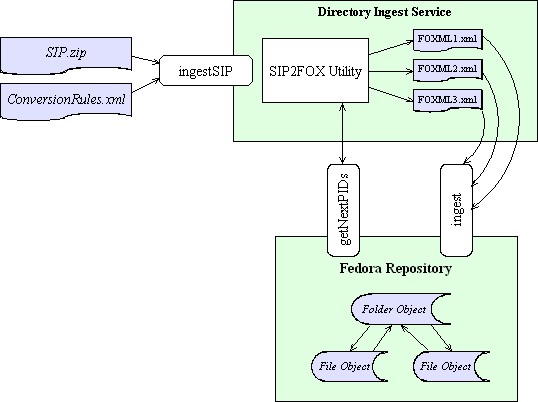 Directory Ingest Service
SIP.zip
ConversionRules.xml
ingestSIP
SIP2FOX Utility
FOXML1.xml
FOXML2.xml
FOXML3.xml
getNextPIDs
ingest
Fedora Repository
Folder Object
File Object
File Object